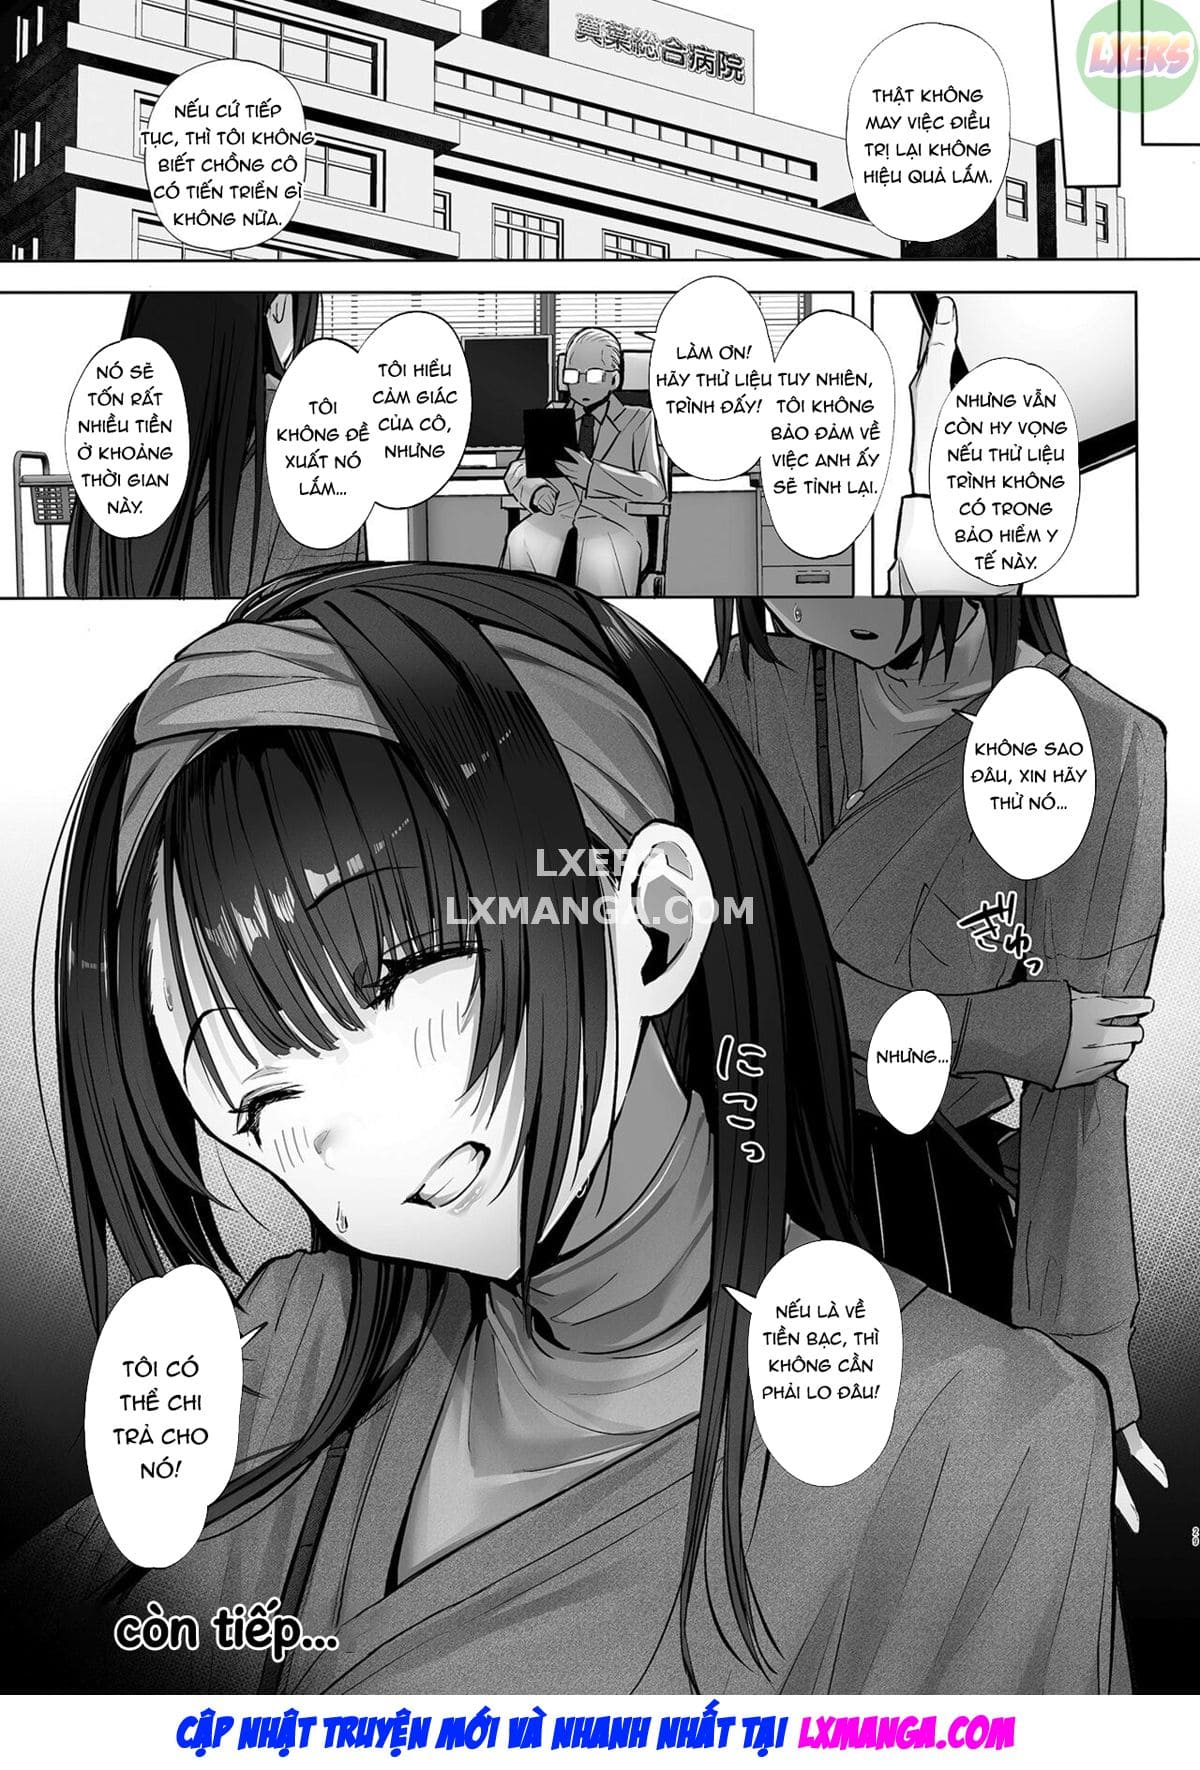 眞葉総合病院
LXERS
THẬT KHÔNG
MAY VIỆC ĐIỀU
TRỊ LẠI KHÔNG
HIỆU QUẢ LẮM.
NẾU CỨ TIẾP
TỤC, THÌ TÔI KHÔNG
BIẾT CHỒNG CÔ
CÓ TIẾN TRIỂN GÌ
KHÔNG NỮA.
NHƯNG VẪN
CÒN HY VỌNG
NẾU THỬ LIỆU
TRÌNH KHÔNG
CÓ TRONG
BẢO HIỂM Y
TẾ NÀY.
TUY NHIÊN,
TÔI KHÔNG
BẢO ĐẢM VỀ
VIỆC ANH ẤY
SẼ TỈNH LẠI.
LÀM ƠN!
HÃY THỬ LIỆU
TRÌNH ĐẤY!
TÔI HIỂU
CẢM GIÁC
CỦA CÔ,
NHƯNG
TÔI
KHÔNG ĐỀ
XUẤT NÓ
LẮM...
NÓ SẼ
TỐN RẤT
NHIỀU TIỀN
Ở KHOẢNG
THỜI GIAN
NÀY.
KHÔNG SAO
ĐÂU, XIN HÃY
THỬ NÓ...
ぎゅっ
NHƯNG...
LXERS
LXMANGA.COM
にこっ
NẾU LÀ VỀ
TIỀN BẠC, THÌ
KHÔNG CẦN
PHẢI LO ĐÂU!
TÔI CÓ
THỂ CHI
TRẢ CHO
NÓ!
còn tiếp...
CẬP NHẬT TRUYỆN MỚI VÀ NHANH NHẤT TẠI LXMANGA.COM